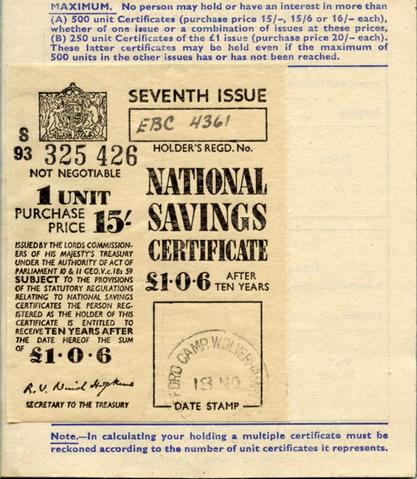 MAXIMUM. No person may hold or have an interest in more than
(A) 500 unit Certificates (purchase price 15/-, 15/6 or 16/- each),
whether of one issue or a combination of issues at these prices,
(B) 250 unit Certificates of the £1 issue (purchase price 20/- each).
These latter certificates may be held even if the maximum of
500 units in the other issues has or has not been reached.
SEVENTH ISSUE
EBC 4361
HOLDER'S REGD. No.
S
93 325 426
NOT NEGOTIABLE
1 UNIT
PURCHASE
PRICE 15/-
NATIONAL
SAVINGS
CERTIFICATE
£1·0·6 AFTER
TEN YEARS
ISSUED BY THE LORDS COMMISSION-
ERS OF HIS MAJESTY'S TREASURY
UNDER THE AUTHORITY OF ACT OF
PARLIAMENT 10 & 11 GEO.V.c.18s 59
SUBJECT TO THE PROVISIONS
OF THE STATUTORY REGULATIONS
RELATING TO NATIONAL SAVINGS
CERTIFICATES THE PERSON REG-
ISTERED AS THE HOLDER OF THIS
CERTIFICATE IS ENTITLED TO
RECEIVE TEN YEARS AFTER
THE DATE HEREOF THE SUM
OF £1·0·6
SECRETARY TO THE TREASURY
FORD CAMP, WOLVERHAM
18 NO
DATE STAMP
Note.—In calculating your holding a multiple certificate must be
reckoned according to the number of unit certificates it represents.